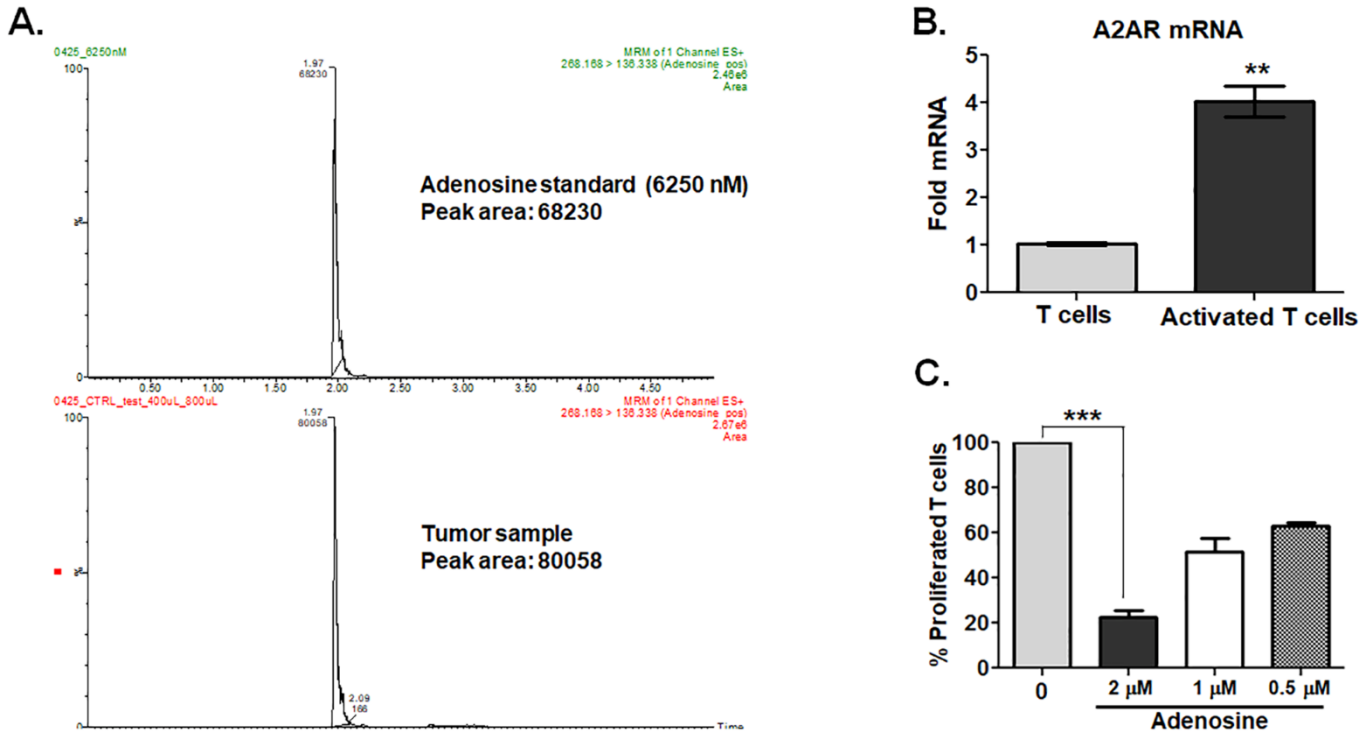 A.
0425_6250nM
MRM of 1 Channel ES+
268.168 > 136.338 (Adenosine_pos)
2.46e6
Area
1.97
68230
100
Adenosine standard (6250 nM)
Peak area: 68230
0
0.50 1.00 1.50 2.00 2.50 3.00 3.50 4.00 4.50
0425_CTRL_test_400uL_800uL
MRM of 1 Channel ES+
268.168 > 136.338 (Adenosine_pos)
2.67e6
Area
1.97
80058
100
Tumor sample
Peak area: 80058
2.09
166
0
Time
B.
A2AR mRNA
**
Fold mRNA
5
4
3
2
1
0
T cells Activated T cells
C.
***
% Proliferated T cells
100
80
60
40
20
0
0 2 μM 1 μM 0.5 μM
Adenosine